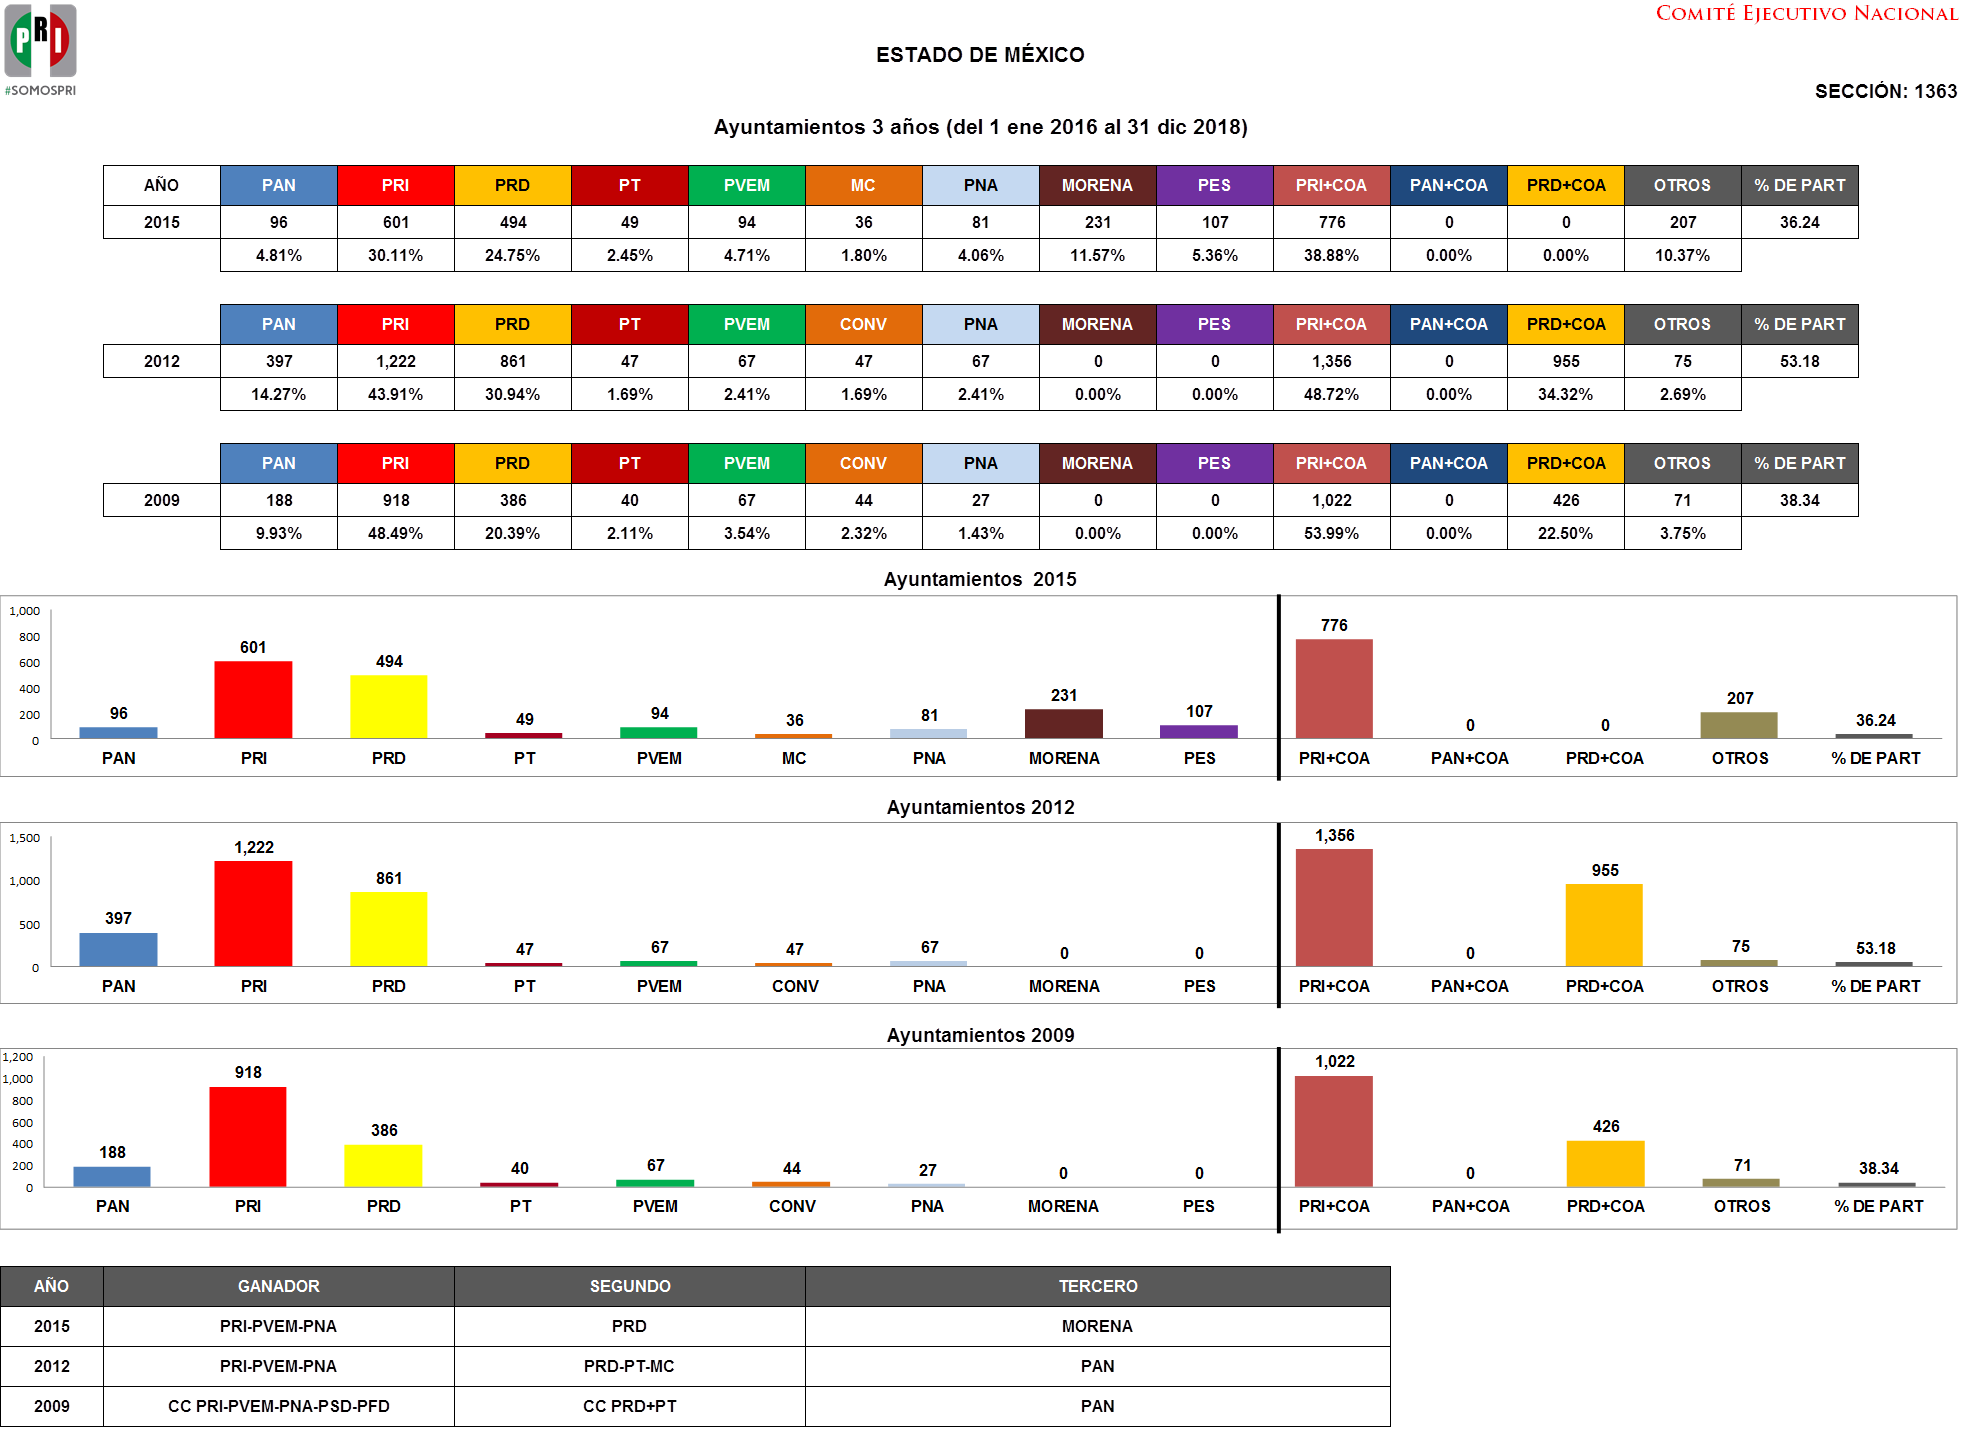 PRI
#SOMOSPRI
COMITÉ EJECUTIVO NACIONAL
ESTADO DE MÉXICO
SECCIÓN: 1363
Ayuntamientos 3 años (del 1 ene 2016 al 31 dic 2018)
AÑO PAN PRI PRD PT PVEM MC PNA MORENA PES PRI+COA PAN+COA PRD+COA OTROS % DE PART
2015 96 601 494 49 94 36 81 231 107 776 0 0 207 36.24
4.81% 30.11% 24.75% 2.45% 4.71% 1.80% 4.06% 11.57% 5.36% 38.88% 0.00% 0.00% 10.37%
PAN PRI PRD PT PVEM CONV PNA MORENA PES PRI+COA PAN+COA PRD+COA OTROS % DE PART
2012 397 1,222 861 47 67 47 67 0 0 1,356 0 955 75 53.18
14.27% 43.91% 30.94% 1.69% 2.41% 1.69% 2.41% 0.00% 0.00% 48.72% 0.00% 34.32% 2.69%
PAN PRI PRD PT PVEM CONV PNA MORENA PES PRI+COA PAN+COA PRD+COA OTROS % DE PART
2009 188 918 386 40 67 44 27 0 0 1,022 0 426 71 38.34
9.93% 48.49% 20.39% 2.11% 3.54% 2.32% 1.43% 0.00% 0.00% 53.99% 0.00% 22.50% 3.75%
Ayuntamientos 2015
1,000
800
600
400
200
0
96 601 494 49 94 36 81 231 107 776 0 0 207 36.24
PAN PRI PRD PT PVEM MC PNA MORENA PES PRI+COA PAN+COA PRD+COA OTROS % DE PART
Ayuntamientos 2012
1,500
1,000
500
0
397 1,222 861 47 67 47 67 0 0 1,356 0 955 75 53.18
PAN PRI PRD PT PVEM CONV PNA MORENA PES PRI+COA PAN+COA PRD+COA OTROS % DE PART
Ayuntamientos 2009
1,200
1,000
800
600
400
200
0
188 918 386 40 67 44 27 0 0 1,022 0 426 71 38.34
PAN PRI PRD PT PVEM CONV PNA MORENA PES PRI+COA PAN+COA PRD+COA OTROS % DE PART
AÑO GANADOR SEGUNDO TERCERO
2015 PRI-PVEM-PNA PRD MORENA
2012 PRI-PVEM-PNA PRD-PT-MC PAN
2009 CC PRI-PVEM-PNA-PSD-PFD CC PRD+PT PAN